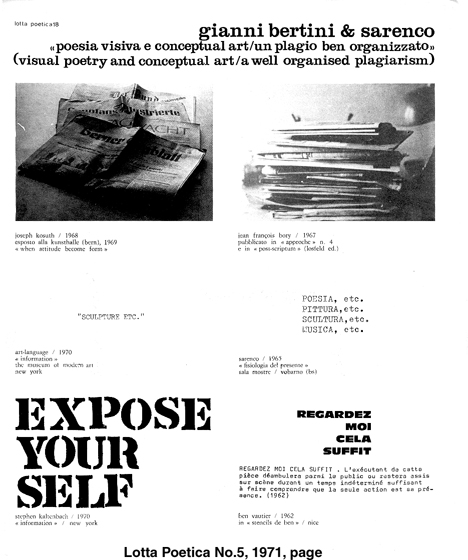 lotta poetica18
gianni bertini & sarenco
«poesia visiva e conceptual art/un plagio ben organizzato»
(visual poetry and conceptual art/a well organised plagiarism)
joseph kosuth / 1968
esposto alla kunsthalle (bern), 1969
« when attitude become form »
jean françois bory / 1967
pubblicato in « approche » n. 4
e in « post-scriptum » (losfeld ed.)
"SCULPTURE ETC."
POESIA, etc.
PITTURA,etc.
SCULTURA,etc.
MUSICA, etc.
art-language / 1970
« information »
the museum of modern art
new york
sarenco / 1965
« fisiologia del presente »
sala mostre / vobarno (bs)
EXPOSE
YOUR
SELF
REGARDEZ
MOI
CELA
SUFFIT
REGARDEZ MOI CELA SUFFIT . L'exécutant de cette
pièce déambulera parmi le public ou restera assis
sur scène durant un temps indéterminé suffisant
à faire comprendre que la seule action est sa pré-
sence. (1962)
stephen kaltenbach / 1970
« information » / new york
ben vautier / 1962
in « stencils de ben » / nice
Lotta Poetica No.5, 1971, page